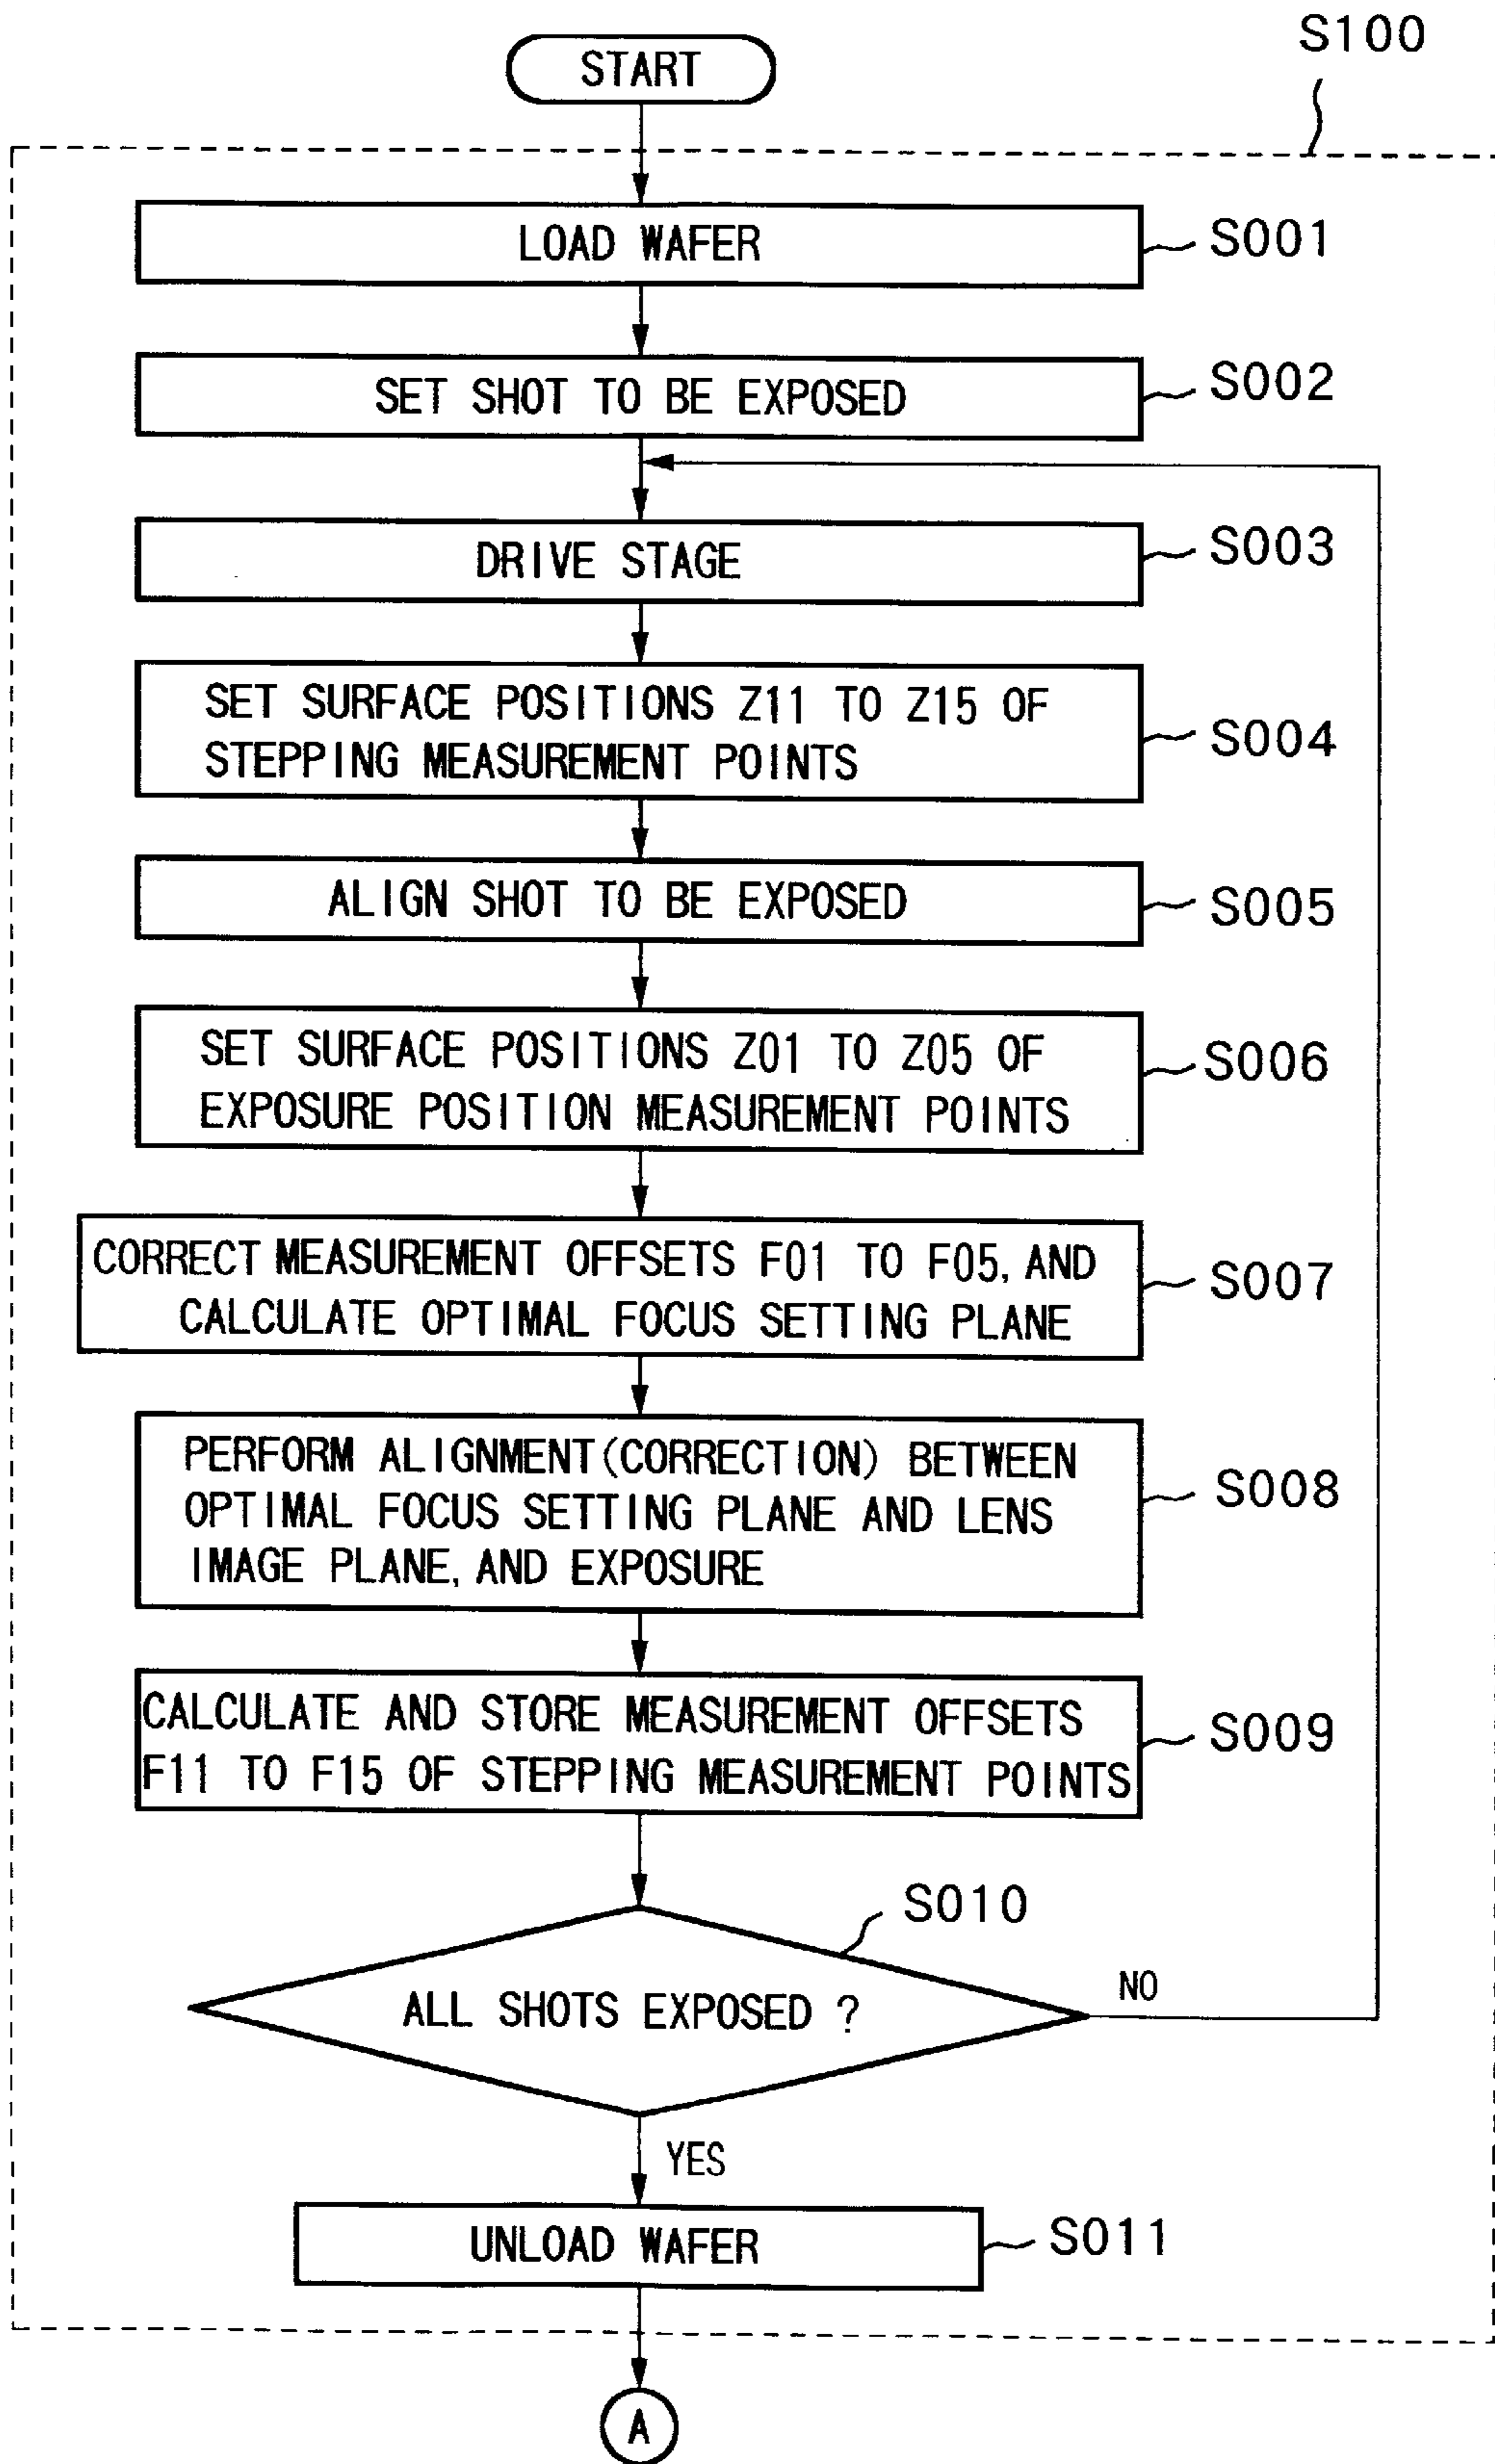 S100
START
LOAD WAFER
S001
SET SHOT TO BE EXPOSED
S002
DRIVE STAGE
S003
SET SURFACE POSITIONS Z11 TO Z15 OF
STEPPING MEASUREMENT POINTS
S004
ALIGN SHOT TO BE EXPOSED
S005
SET SURFACE POSITIONS Z01 TO Z05 OF
EXPOSURE POSITION MEASUREMENT POINTS
S006
CORRECT MEASUREMENT OFFSETS F01 TO F05, AND
CALCULATE OPTIMAL FOCUS SETTING PLANE
S007
PERFORM ALIGNMENT(CORRECTION) BETWEEN
OPTIMAL FOCUS SETTING PLANE AND LENS
IMAGE PLANE, AND EXPOSURE
S008
CALCULATE AND STORE MEASUREMENT OFFSETS
F11 TO F15 OF STEPPING MEASUREMENT POINTS
S009
S010
ALL SHOTS EXPOSED ?
NO
YES
UNLOAD WAFER
S011
A